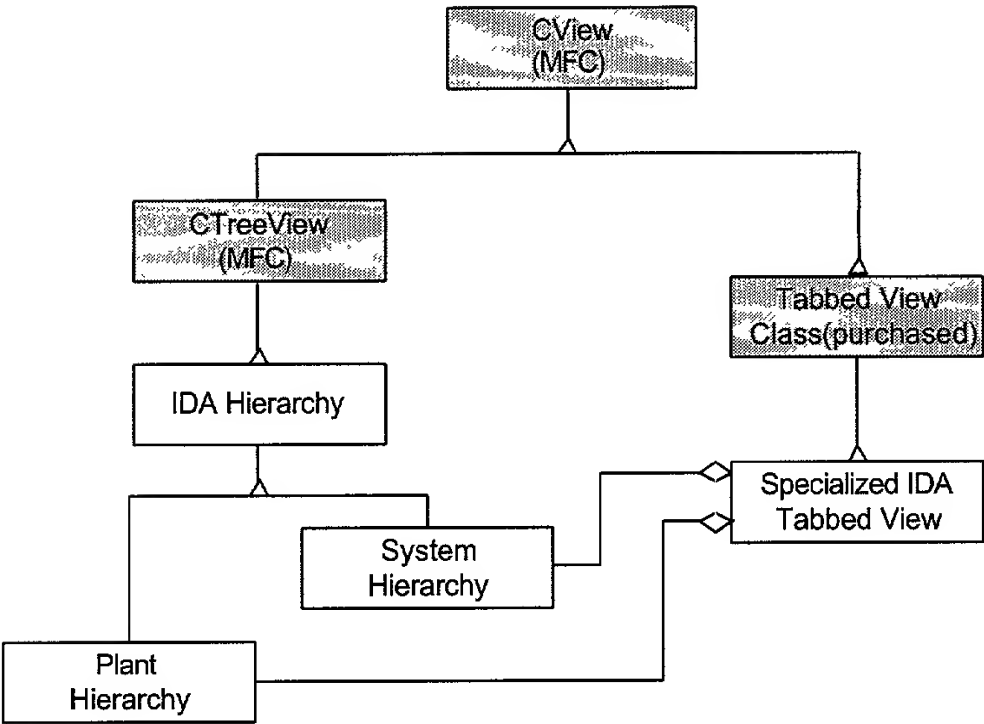 CView
(MFC)
CTreeView
(MFC)
Tabbed View
Class(purchased)
IDA Hierarchy
Specialized IDA
Tabbed View
System
Hierarchy
Plant
Hierarchy